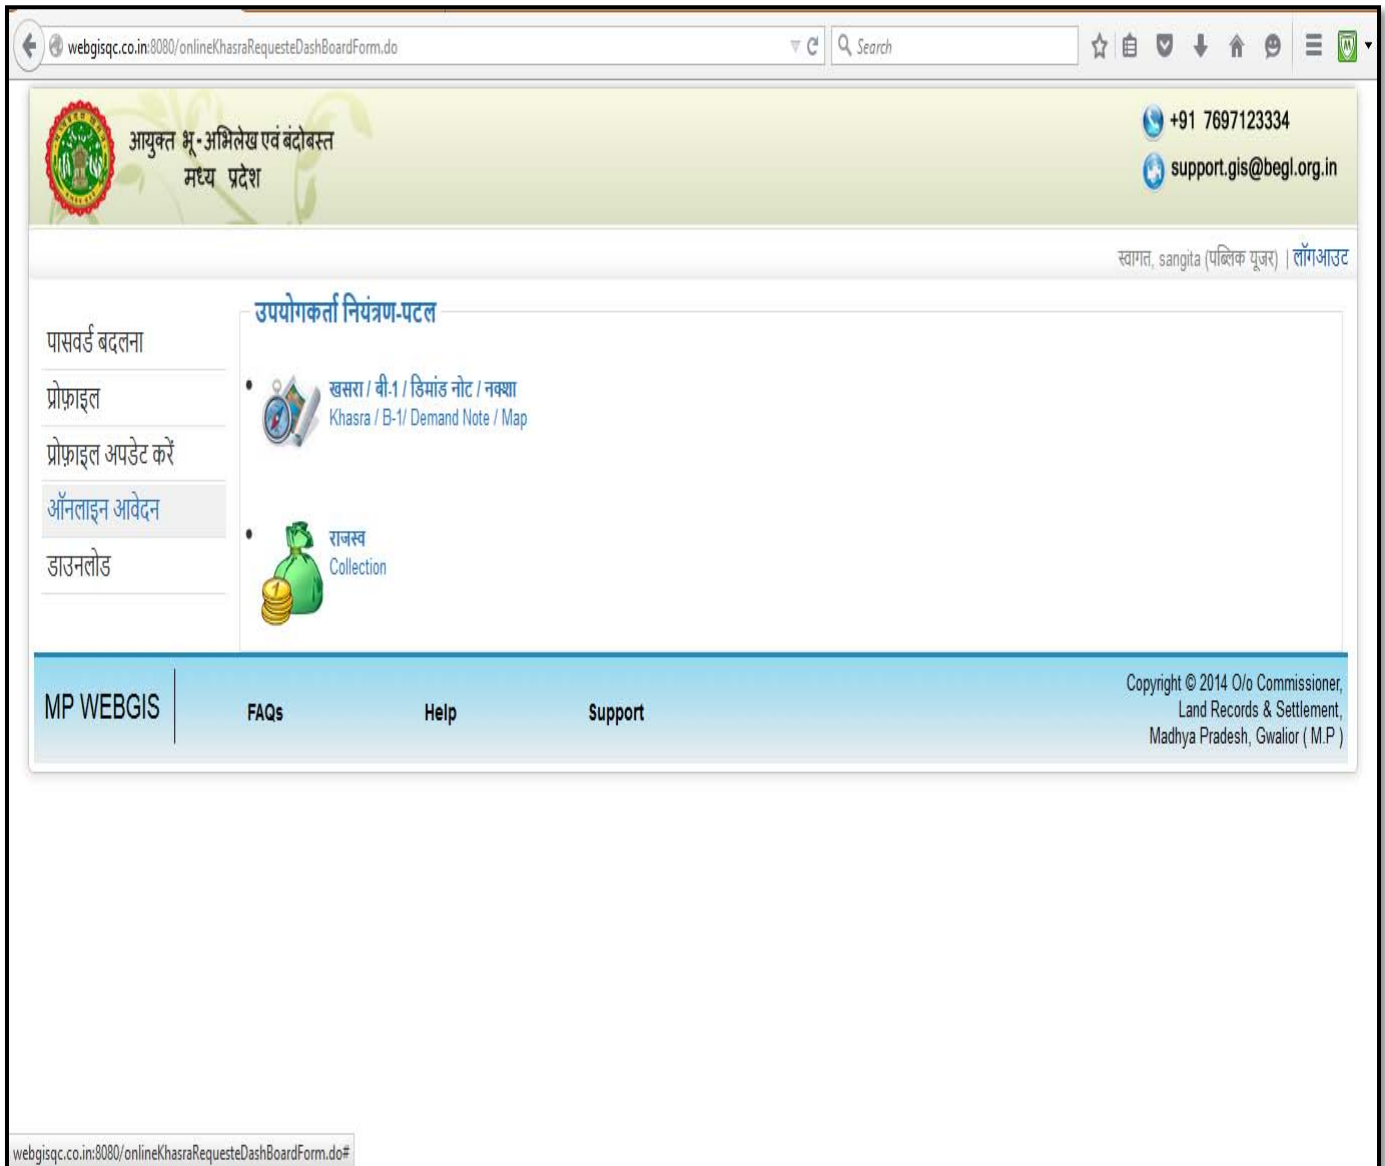 webgisqc.co.in:8080/onlineKhasraRequesteDashBoardForm.do
Search
आयुक्त भू-अभिलेख एवं बंदोबस्त
मध्य प्रदेश
+91 7697123334
support.gis@begl.org.in
स्वागत, sangita (पब्लिक यूजर) | लॉगआउट
पासवर्ड बदलना
प्रोफ़ाइल
प्रोफ़ाइल अपडेट करें
ऑनलाइन आवेदन
डाउनलोड
उपयोगकर्ता नियंत्रण-पटल
खसरा / बी-1 / डिमांड नोट / नक्शा
Khasra / B-1/ Demand Note / Map
राजस्व
Collection
MP WEBGIS
FAQs
Help
Support
Copyright © 2014 O/o Commissioner,
Land Records & Settlement,
Madhya Pradesh, Gwalior ( M.P )
webgisqc.co.in:8080/onlineKhasraRequesteDashBoardForm.do#